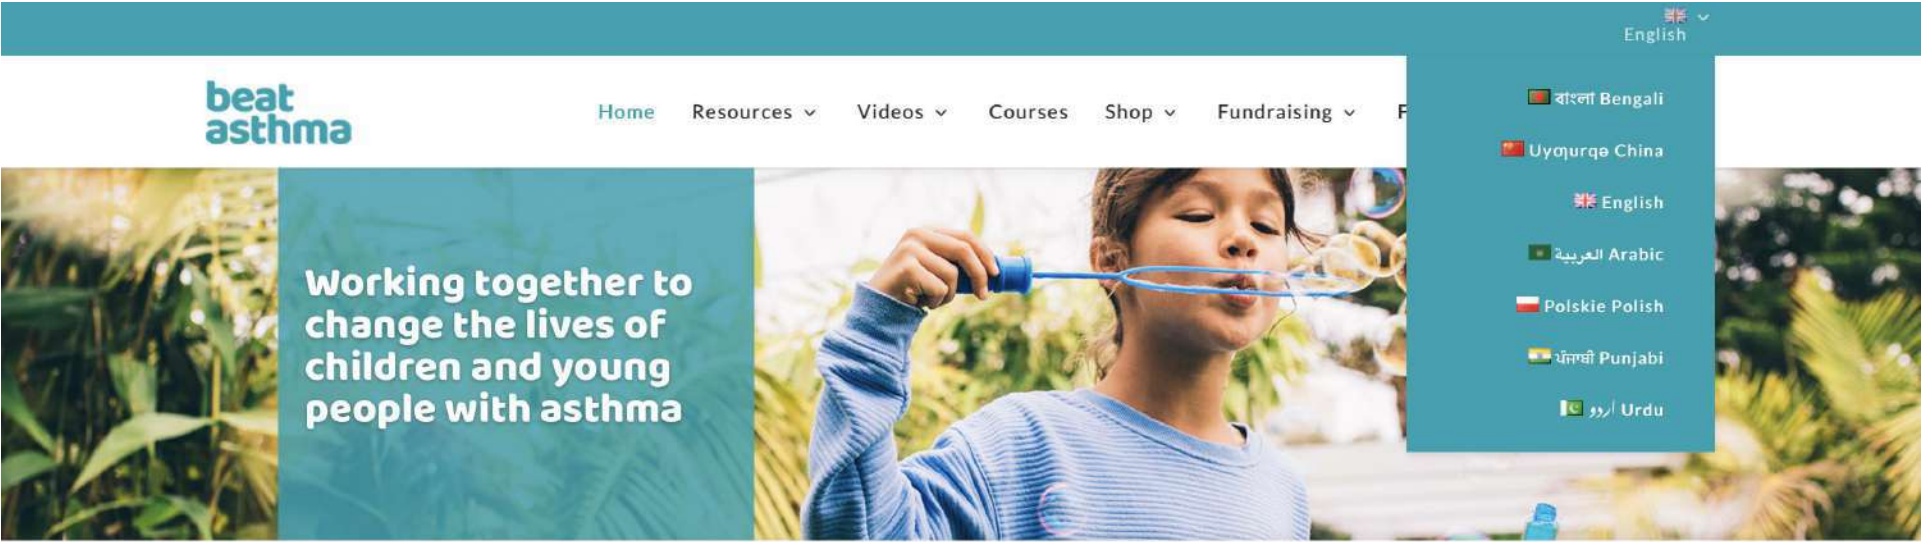 English
beat
asthma
Home Resources Videos Courses Shop Fundraising F
বাংলা Bengali
Uyƣurqə China
English
العربية Arabic
Polskie Polish
ਪੰਜਾਬੀ Punjabi
اُردو Urdu
Working together to
change the lives of
children and young
people with asthma